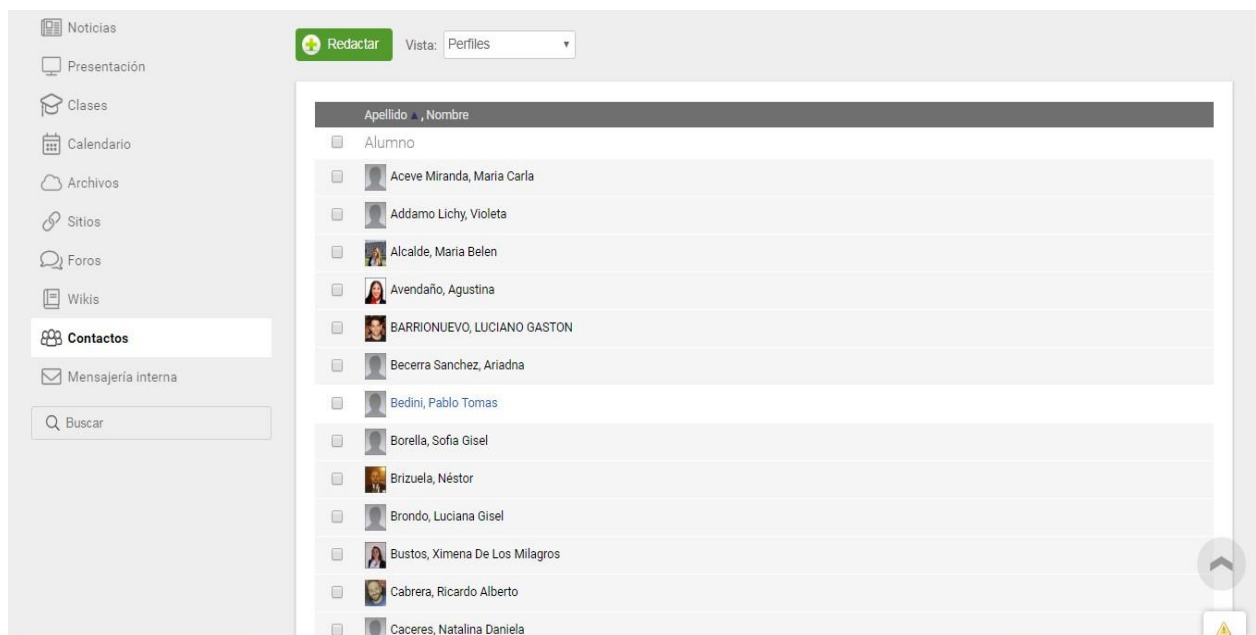 Noticias
Presentación
Clases
Calendario
Archivos
Sitios
Foros
Wikis
Contactos
Mensajería interna
Buscar
Redactar Vista: Perfiles
Apellido ▲ , Nombre
Alumno
Aceve Miranda, Maria Carla
Addamo Lichy, Violeta
Alcalde, Maria Belen
Avendaño, Agustina
BARRIONUEVO, LUCIANO GASTON
Becerra Sanchez, Ariadna
Bedini, Pablo Tomas
Borella, Sofia Gisel
Brizuela, Néstor
Brondo, Luciana Gisel
Bustos, Ximena De Los Milagros
Cabrera, Ricardo Alberto
Caceres, Natalina Daniela